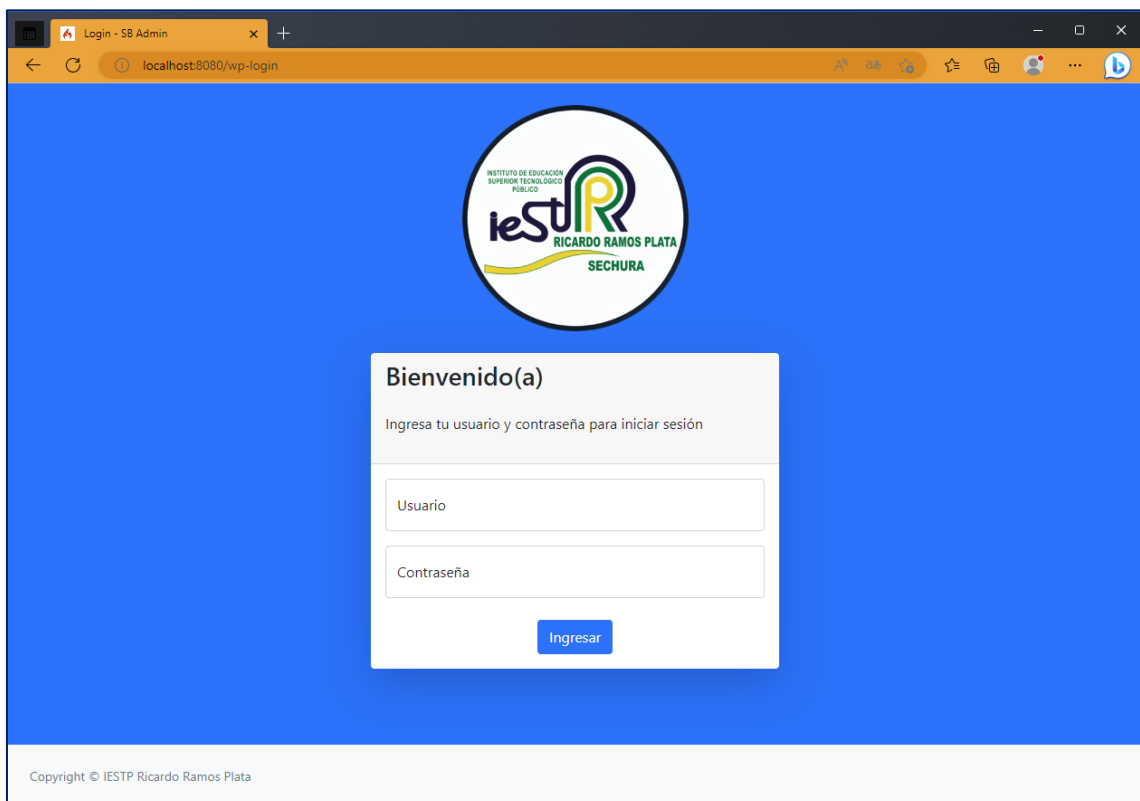 Login - SB Admin
localhost:8080/wp-login
INSTITUTO DE EDUCACIÓN
SUPERIOR TECNOLÓGICO
PÚBLICO
iestp
RICARDO RAMOS PLATA
SECHURA
Bienvenido(a)
Ingresa tu usuario y contraseña para iniciar sesión
Usuario
Contraseña
Ingresar
Copyright © IESTP Ricardo Ramos Plata